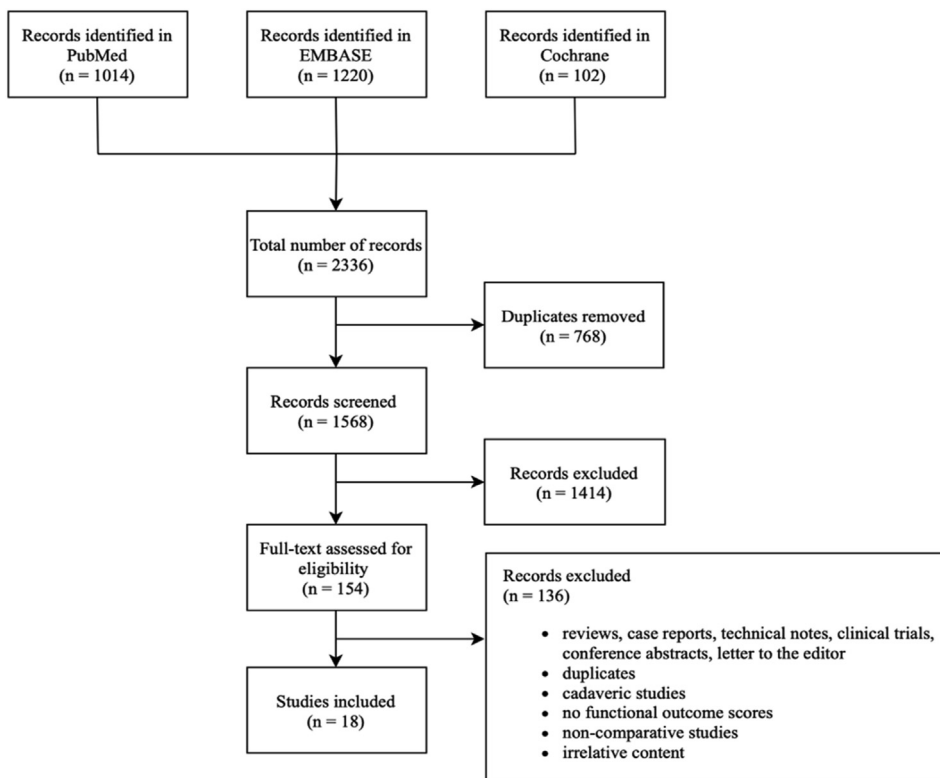 Records identified in
PubMed
(n = 1014)
Records identified in
EMBASE
(n = 1220)
Records identified in
Cochrane
(n = 102)
Total number of records
(n = 2336)
Duplicates removed
(n = 768)
Records screened
(n = 1568)
Records excluded
(n = 1414)
Full-text assessed for
eligibility
(n = 154)
Records excluded
(n = 136)
• reviews, case reports, technical notes, clinical trials,
conference abstracts, letter to the editor
• duplicates
• cadaveric studies
• no functional outcome scores
• non-comparative studies
• irrelative content
Studies included
(n = 18)